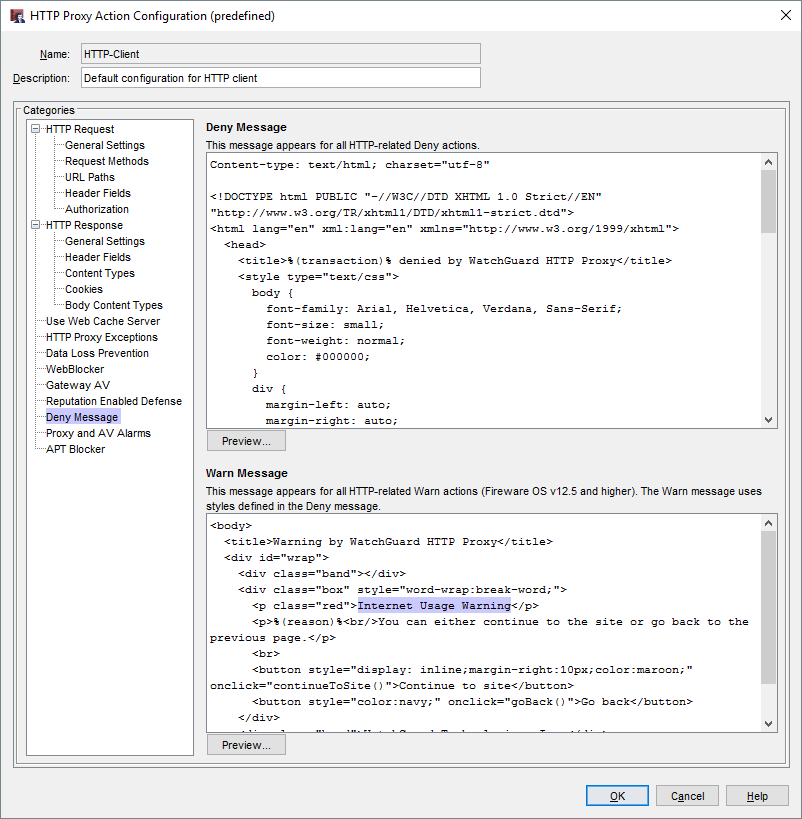 HTTP Proxy Action Configuration (predefined)
Name: HTTP-Client
Description: Default configuration for HTTP client
Categories
HTTP Request
General Settings
Request Methods
URL Paths
Header Fields
Authorization
HTTP Response
General Settings
Header Fields
Content Types
Cookies
Body Content Types
Use Web Cache Server
HTTP Proxy Exceptions
Data Loss Prevention
WebBlocker
Gateway AV
Reputation Enabled Defense
Deny Message
Proxy and AV Alarms
APT Blocker
Deny Message
This message appears for all HTTP-related Deny actions.
Content-type: text/html; charset="utf-8"
<!DOCTYPE html PUBLIC "-//W3C//DTD XHTML 1.0 Strict//EN"
"http://www.w3.org/TR/xhtml1/DTD/xhtml1-strict.dtd">
<html lang="en" xml:lang="en" xmlns="http://www.w3.org/1999/xhtml">
<head>
<title>%(transaction)% denied by WatchGuard HTTP Proxy</title>
<style type="text/css">
body {
font-family: Arial, Helvetica, Verdana, Sans-Serif;
font-size: small;
font-weight: normal;
color: #000000;
}
div {
margin-left: auto;
margin-right: auto;
Preview...
Warn Message
This message appears for all HTTP-related Warn actions (Fireware OS v12.5 and higher). The Warn message uses
styles defined in the Deny message.
<body>
<title>Warning by WatchGuard HTTP Proxy</title>
<div id="wrap">
<div class="band"></div>
<div class="box" style="word-wrap:break-word;">
<p class="red">Internet Usage Warning</p>
<p>%(reason)%<br/>You can either continue to the site or go back to the
previous page.</p>
<br>
<button style="display: inline;margin-right:10px;color:maroon;"
onclick="continueToSite()">Continue to site</button>
<button style="color:navy;" onclick="goBack()">Go back</button>
</div>
Preview...
OK
Cancel
Help